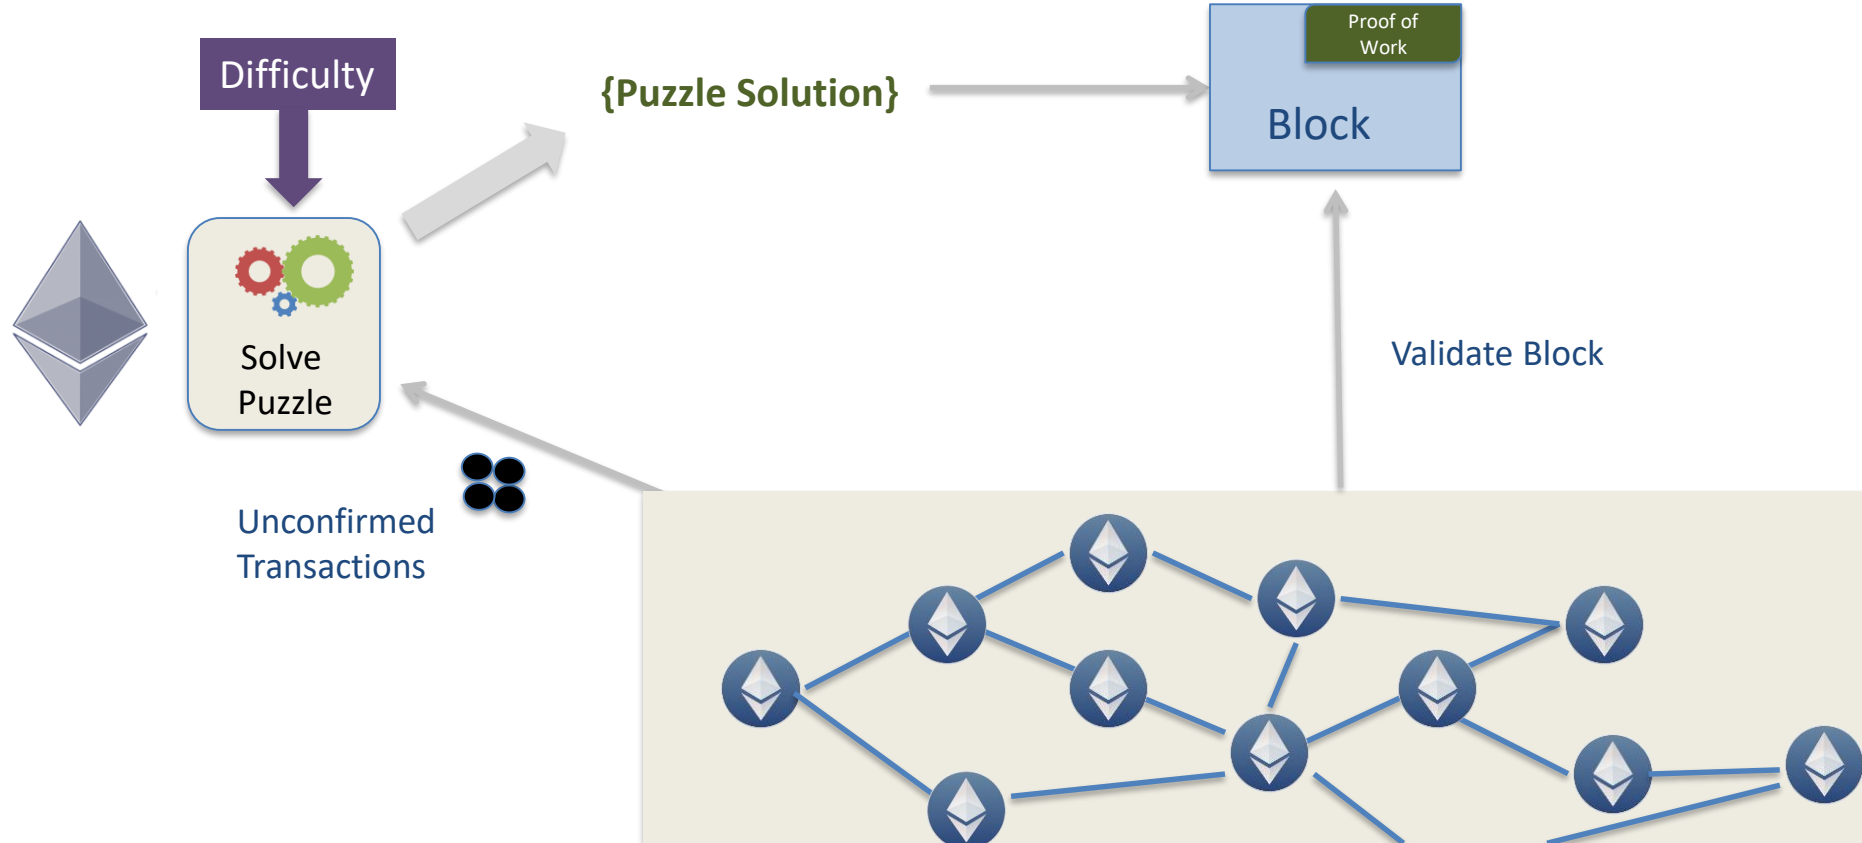 Difficulty
{Puzzle Solution}
Proof of
Work
Block
Solve
Puzzle
Validate Block
Unconfirmed
Transactions